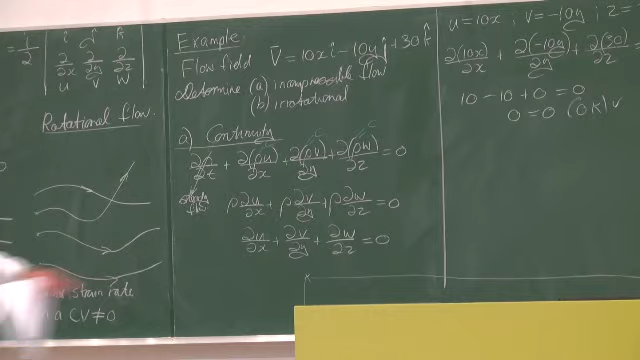 = 1/2 | î ĵ k̂ |
| ∂/∂x ∂/∂y ∂/∂z |
| u v w |
Rotational flow.
strain rate
in a CV ≠ 0
Example:
Flow field V̄ = 10x î - 10y ĵ + 30 k̂
Determine (a) incompressible flow
(b) irrotational
a) Continuity
∂ρ/∂t + ∂(ρu)/∂x + ∂(ρv)/∂y + ∂(ρw)/∂z = 0
ρ ∂u/∂x + ρ ∂v/∂y + ρ ∂w/∂z = 0
∂u/∂x + ∂v/∂y + ∂w/∂z = 0
u = 10x ; v = -10y ; z =
∂(10x)/∂x + ∂(-10y)/∂y + ∂(30)/∂z
10 - 10 + 0 = 0
0 = 0 (OK) ✓